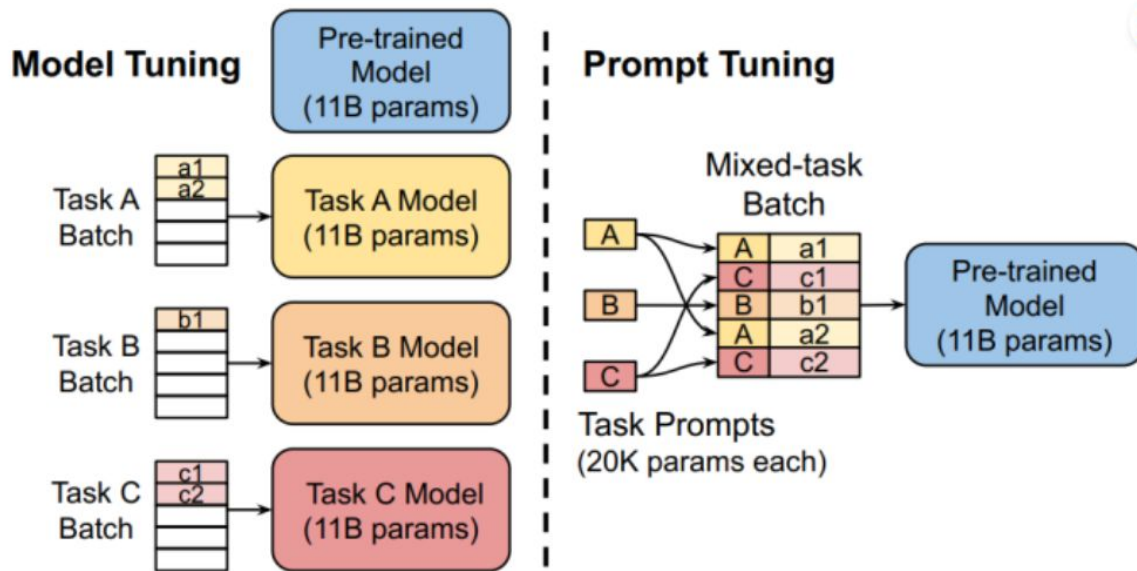 Model Tuning
Pre-trained
Model
(11B params)
Task A
Batch
a1
a2
Task A Model
(11B params)
Task B
Batch
b1
Task B Model
(11B params)
Task C
Batch
c1
c2
Task C Model
(11B params)
Prompt Tuning
Mixed-task
Batch
A
B
C
A a1
C c1
B b1
A a2
C c2
Task Prompts
(20K params each)
Pre-trained
Model
(11B params)